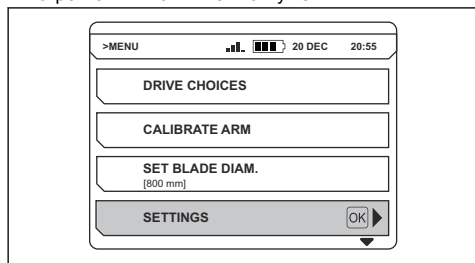 >MENU 20 DEC 20:55
DRIVE CHOICES
CALIBRATE ARM
SET BLADE DIAM.
[800 mm]
SETTINGS OK